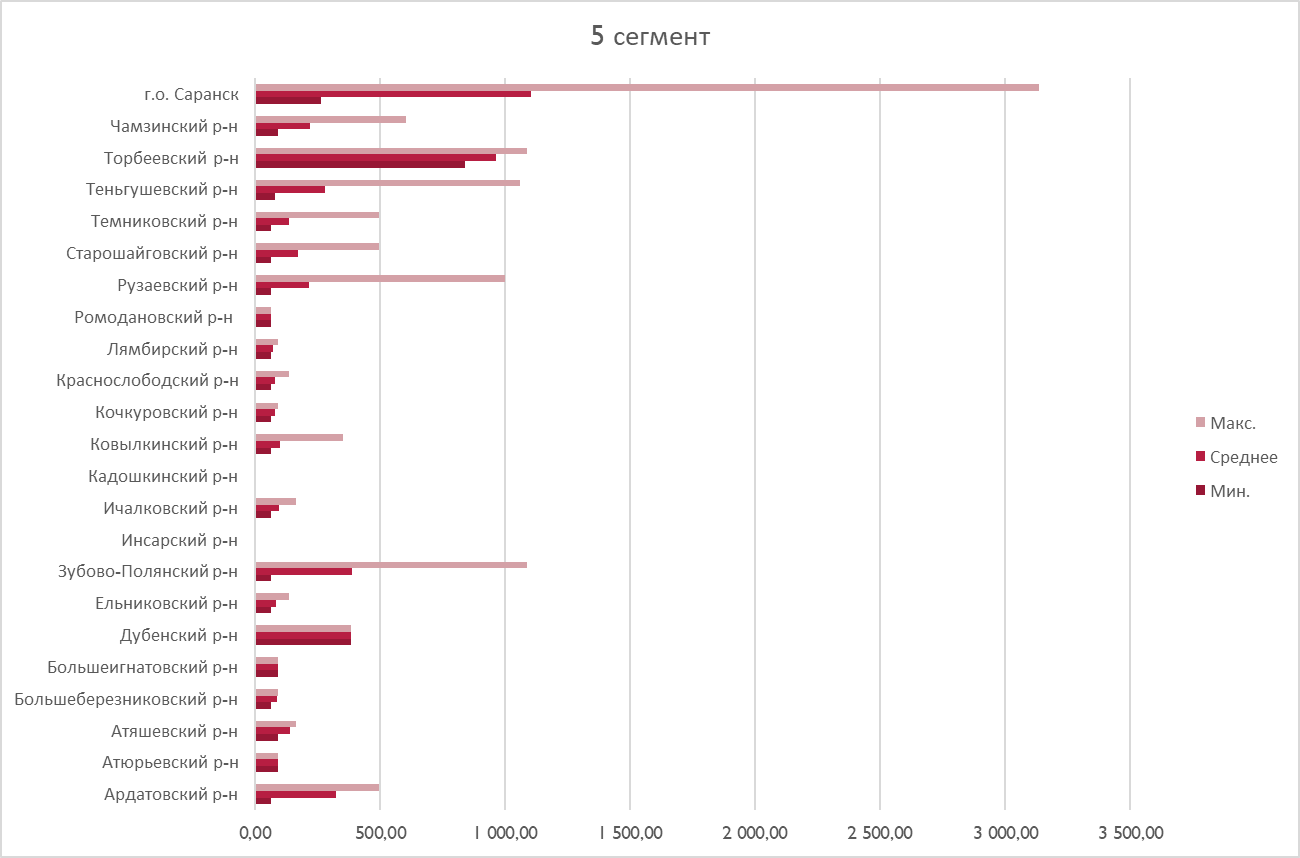 5 сегмент
г.о. Саранск
Чамзинский р-н
Торбеевский р-н
Теньгушевский р-н
Темниковский р-н
Старошайговский р-н
Рузаевский р-н
Ромодановский р-н
Лямбирский р-н
Краснослободский р-н
Кочкуровский р-н
Ковылкинский р-н
Кадошкинский р-н
Ичалковский р-н
Инсарский р-н
Зубово-Полянский р-н
Ельниковский р-н
Дубенский р-н
Большеигнатовский р-н
Большеберезниковский р-н
Атяшевский р-н
Атюрьевский р-н
Ардатовский р-н
0,00 500,00 1 000,00 1 500,00 2 000,00 2 500,00 3 000,00 3 500,00
Макс.
Среднее
Мин.